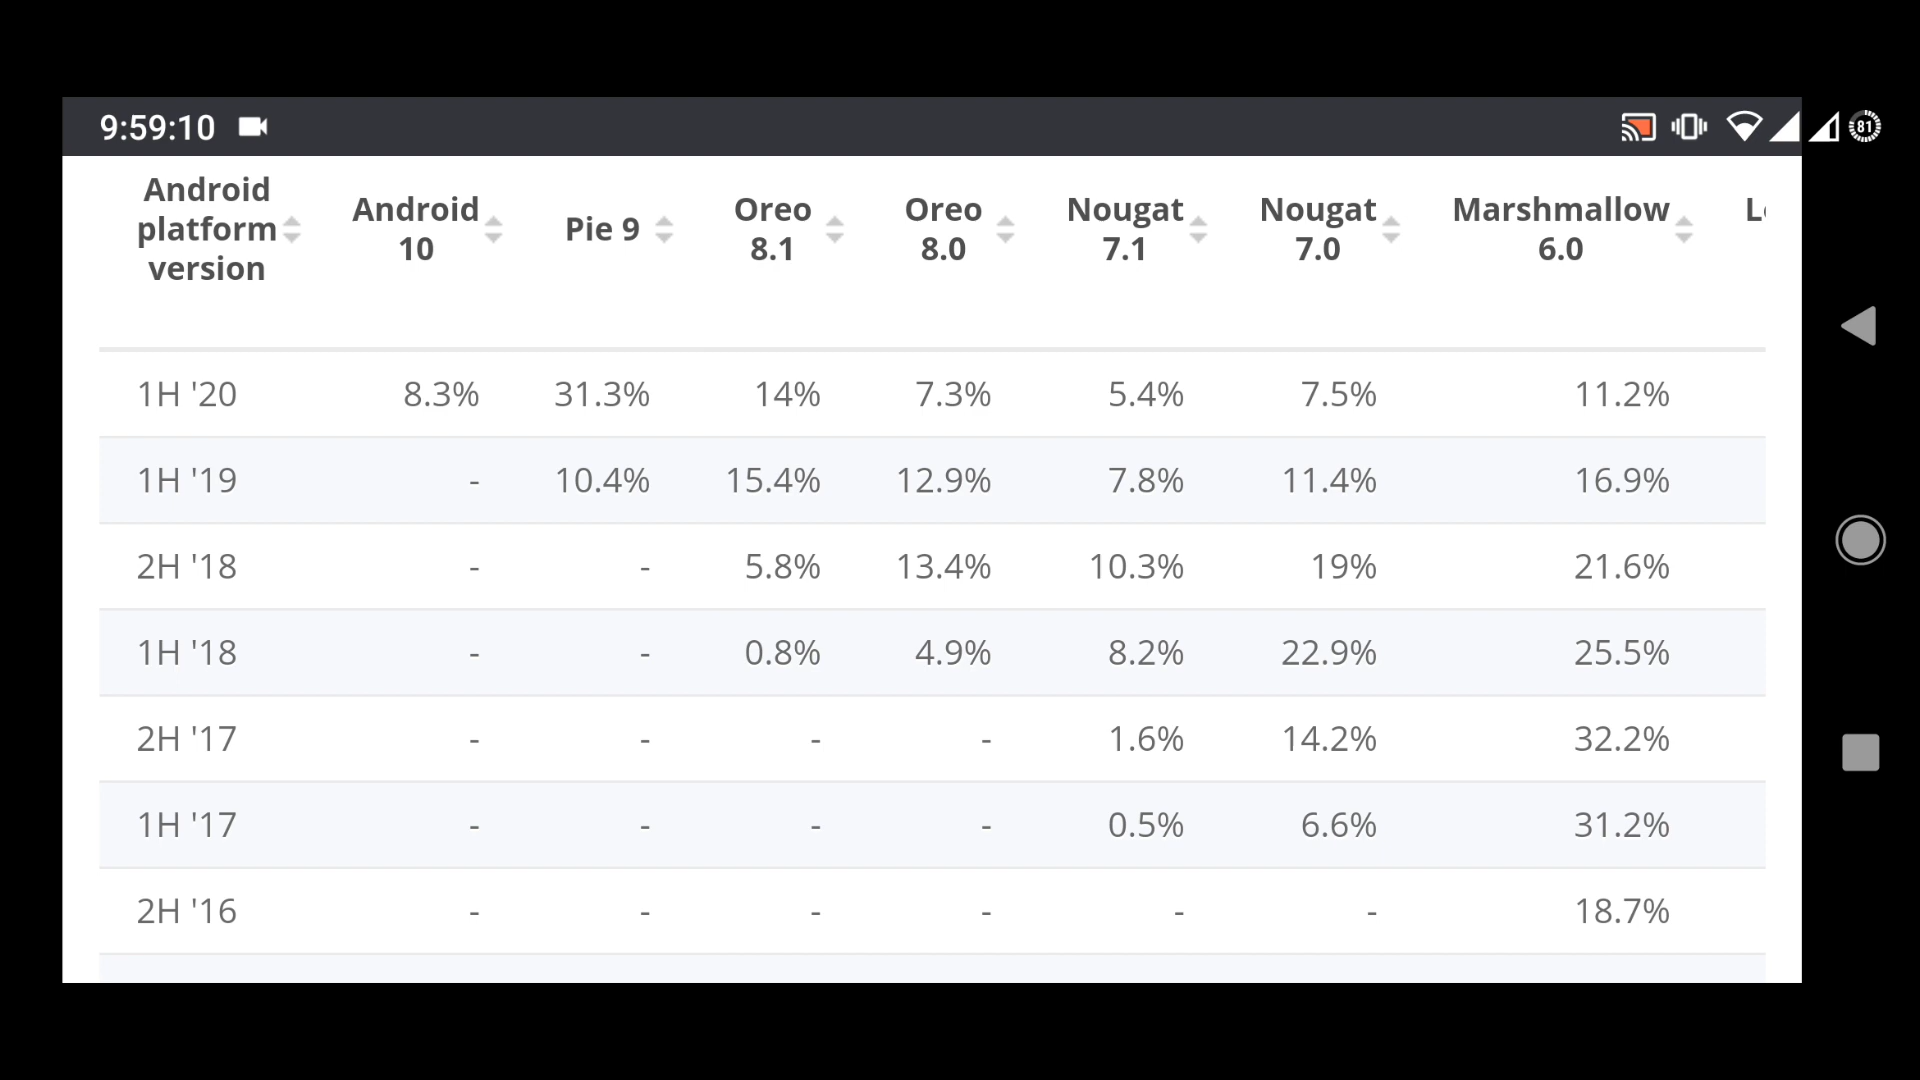 9:59:10 81
Android platform version Android 10 Pie 9 Oreo 8.1 Oreo 8.0 Nougat 7.1 Nougat 7.0 Marshmallow 6.0
1H '20 8.3% 31.3% 14% 7.3% 5.4% 7.5% 11.2%
1H '19 - 10.4% 15.4% 12.9% 7.8% 11.4% 16.9%
2H '18 - - 5.8% 13.4% 10.3% 19% 21.6%
1H '18 - - 0.8% 4.9% 8.2% 22.9% 25.5%
2H '17 - - - - 1.6% 14.2% 32.2%
1H '17 - - - - 0.5% 6.6% 31.2%
2H '16 - - - - - - 18.7%